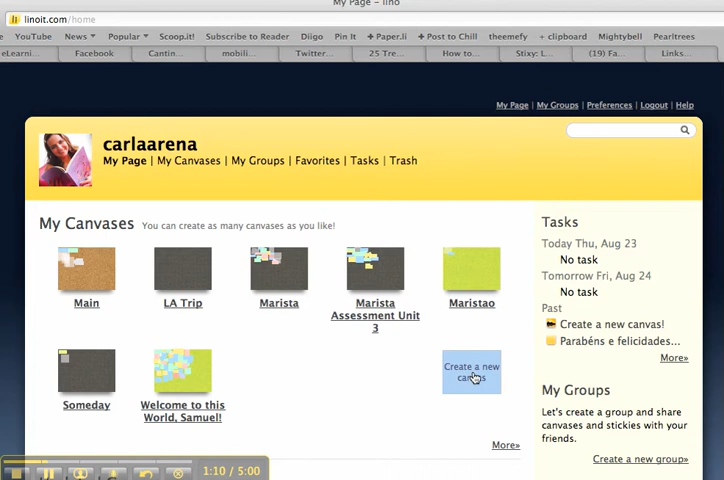 My Page – lino
linoit.com/home
YouTube News Popular Scoop.it! Subscribe to Reader Diigo Pin It + Paper.li + Post to Chill theemefy + clipboard Mightybell Pearltrees
eLearni... Facebook Cantin... mobili... Twitter... 25 Tre... How to... Stixy: L... (19) Fa... Links...
My Page | My Groups | Preferences | Logout | Help
carlaarena
My Page | My Canvases | My Groups | Favorites | Tasks | Trash
My Canvases You can create as many canvases as you like!
Main
LA Trip
Marista
Marista
Assessment Unit
3
Maristao
Someday
Welcome to this
World, Samuel!
Create a new
canvas
More»
Tasks
Today Thu, Aug 23
No task
Tomorrow Fri, Aug 24
No task
Past
Create a new canvas!
Parabéns e felicidades...
More»
My Groups
Let's create a group and share
canvases and stickies with your
friends.
Create a new group»
1:10 / 5:00